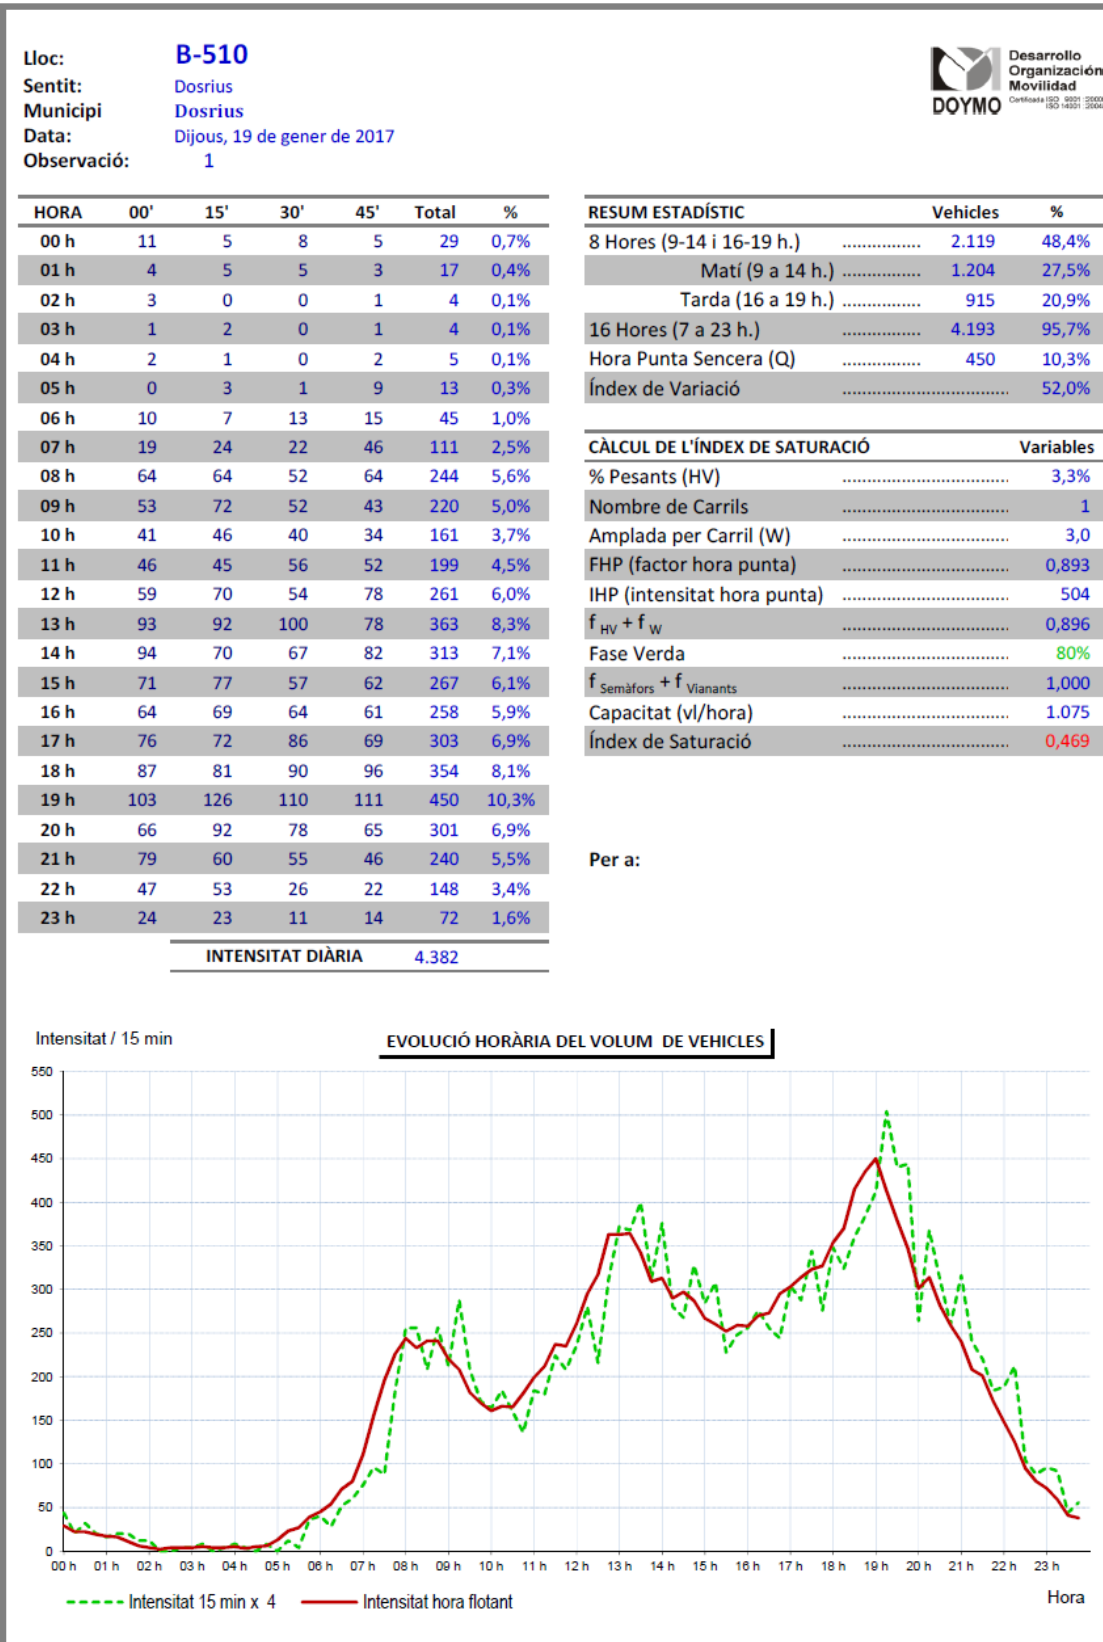 Lloc: B-510
Sentit: Dosrius
Municipi Dosrius
Data: Dijous, 19 de gener de 2017
Observació: 1
DOYMO
Desarrollo
Organización
Movilidad
HORA 00' 15' 30' 45' Total %
00 h 11 5 8 5 29 0,7%
01 h 4 5 5 3 17 0,4%
02 h 3 0 0 1 4 0,1%
03 h 1 2 0 1 4 0,1%
04 h 2 1 0 2 5 0,1%
05 h 0 3 1 9 13 0,3%
06 h 10 7 13 15 45 1,0%
07 h 19 24 22 46 111 2,5%
08 h 64 64 52 64 244 5,6%
09 h 53 72 52 43 220 5,0%
10 h 41 46 40 34 161 3,7%
11 h 46 45 56 52 199 4,5%
12 h 59 70 54 78 261 6,0%
13 h 93 92 100 78 363 8,3%
14 h 94 70 67 82 313 7,1%
15 h 71 77 57 62 267 6,1%
16 h 64 69 64 61 258 5,9%
17 h 76 72 86 69 303 6,9%
18 h 87 81 90 96 354 8,1%
19 h 103 126 110 111 450 10,3%
20 h 66 92 78 65 301 6,9%
21 h 79 60 55 46 240 5,5%
22 h 47 53 26 22 148 3,4%
23 h 24 23 11 14 72 1,6%
INTENSITAT DIÀRIA 4.382
RESUM ESTADÍSTIC Vehicles %
8 Hores (9-14 i 16-19 h.) ................ 2.119 48,4%
Matí (9 a 14 h.) ................ 1.204 27,5%
Tarda (16 a 19 h.) ................ 915 20,9%
16 Hores (7 a 23 h.) ................ 4.193 95,7%
Hora Punta Sencera (Q) ................ 450 10,3%
Índex de Variació ................................. 52,0%
CÀLCUL DE L'ÍNDEX DE SATURACIÓ Variables
% Pesants (HV) ................................. 3,3%
Nombre de Carrils ................................. 1
Amplada per Carril (W) ................................. 3,0
FHP (factor hora punta) ................................. 0,893
IHP (intensitat hora punta) ................................. 504
f HV + f W ................................. 0,896
Fase Verda ................................. 80%
f Semàfors + f Vianants ................................. 1,000
Capacitat (vl/hora) ................................. 1.075
Índex de Saturació ................................. 0,469
Per a:
Intensitat / 15 min
EVOLUCIÓ HORÀRIA DEL VOLUM DE VEHICLES
550
500
450
400
350
300
250
200
150
100
50
0
00 h 01 h 02 h 03 h 04 h 05 h 06 h 07 h 08 h 09 h 10 h 11 h 12 h 13 h 14 h 15 h 16 h 17 h 18 h 19 h 20 h 21 h 22 h 23 h
Hora
Intensitat 15 min x 4 Intensitat hora flotant